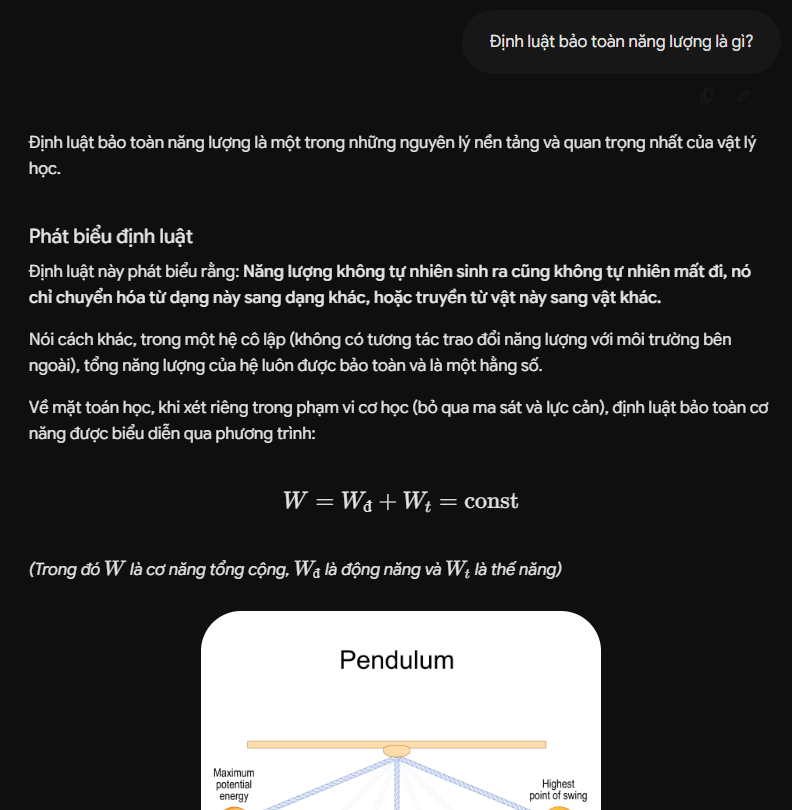 Định luật bảo toàn năng lượng là gì?
Định luật bảo toàn năng lượng là một trong những nguyên lý nền tảng và quan trọng nhất của vật lý
học.
Phát biểu định luật
Định luật này phát biểu rằng: Năng lượng không tự nhiên sinh ra cũng không tự nhiên mất đi, nó
chỉ chuyển hóa từ dạng này sang dạng khác, hoặc truyền từ vật này sang vật khác.
Nói cách khác, trong một hệ cô lập (không có tương tác trao đổi năng lượng với môi trường bên
ngoài), tổng năng lượng của hệ luôn được bảo toàn và là một hằng số.
Về mặt toán học, khi xét riêng trong phạm vi cơ học (bỏ qua ma sát và lực cản), định luật bảo toàn cơ
năng được biểu diễn qua phương trình:
W = W_đ + W_t = const
(Trong đó W là cơ năng tổng cộng, W_đ là động năng và W_t là thế năng)
Pendulum
Maximum
potential
energy
Highest
point of swing